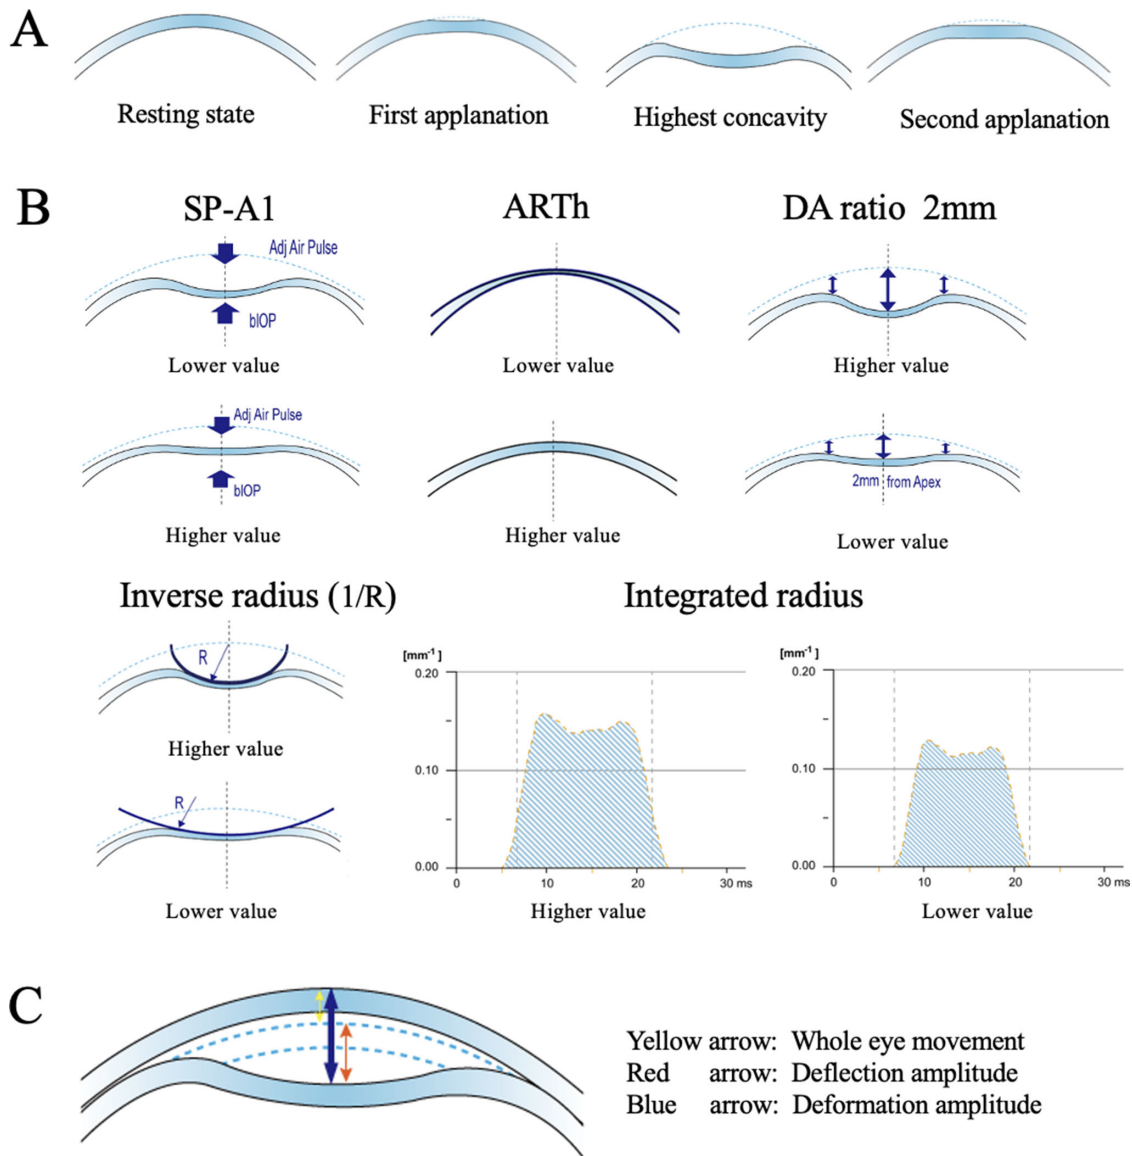 A
Resting state
First applanation
Highest concavity
Second applanation
B
SP-A1
ARTh
DA ratio 2mm
Adj Air Pulse
bIOP
Lower value
Lower value
Higher value
Adj Air Pulse
bIOP
2mm from Apex
Higher value
Higher value
Lower value
Inverse radius (1/R)
Integrated radius
R
Higher value
R
Lower value
[mm⁻¹]
0.20
0.10
0.00
0
10
20
30 ms
Higher value
[mm⁻¹]
0.20
0.10
0.00
0
10
20
30 ms
Lower value
C
Yellow arrow: Whole eye movement
Red arrow: Deflection amplitude
Blue arrow: Deformation amplitude